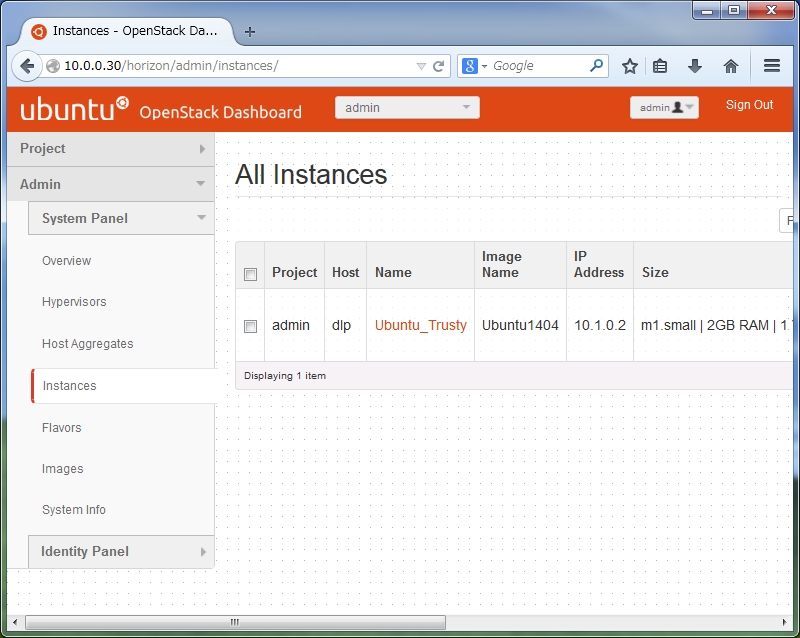 Instances - OpenStack Da...
10.0.0.30/horizon/admin/instances/
Google
ubuntu OpenStack Dashboard
admin
admin
Sign Out
Project
Admin
System Panel
Overview
Hypervisors
Host Aggregates
Instances
Flavors
Images
System Info
Identity Panel
All Instances
Project Host Name Image Name IP Address Size
admin dlp Ubuntu_Trusty Ubuntu1404 10.1.0.2 m1.small | 2GB RAM | 1
Displaying 1 item